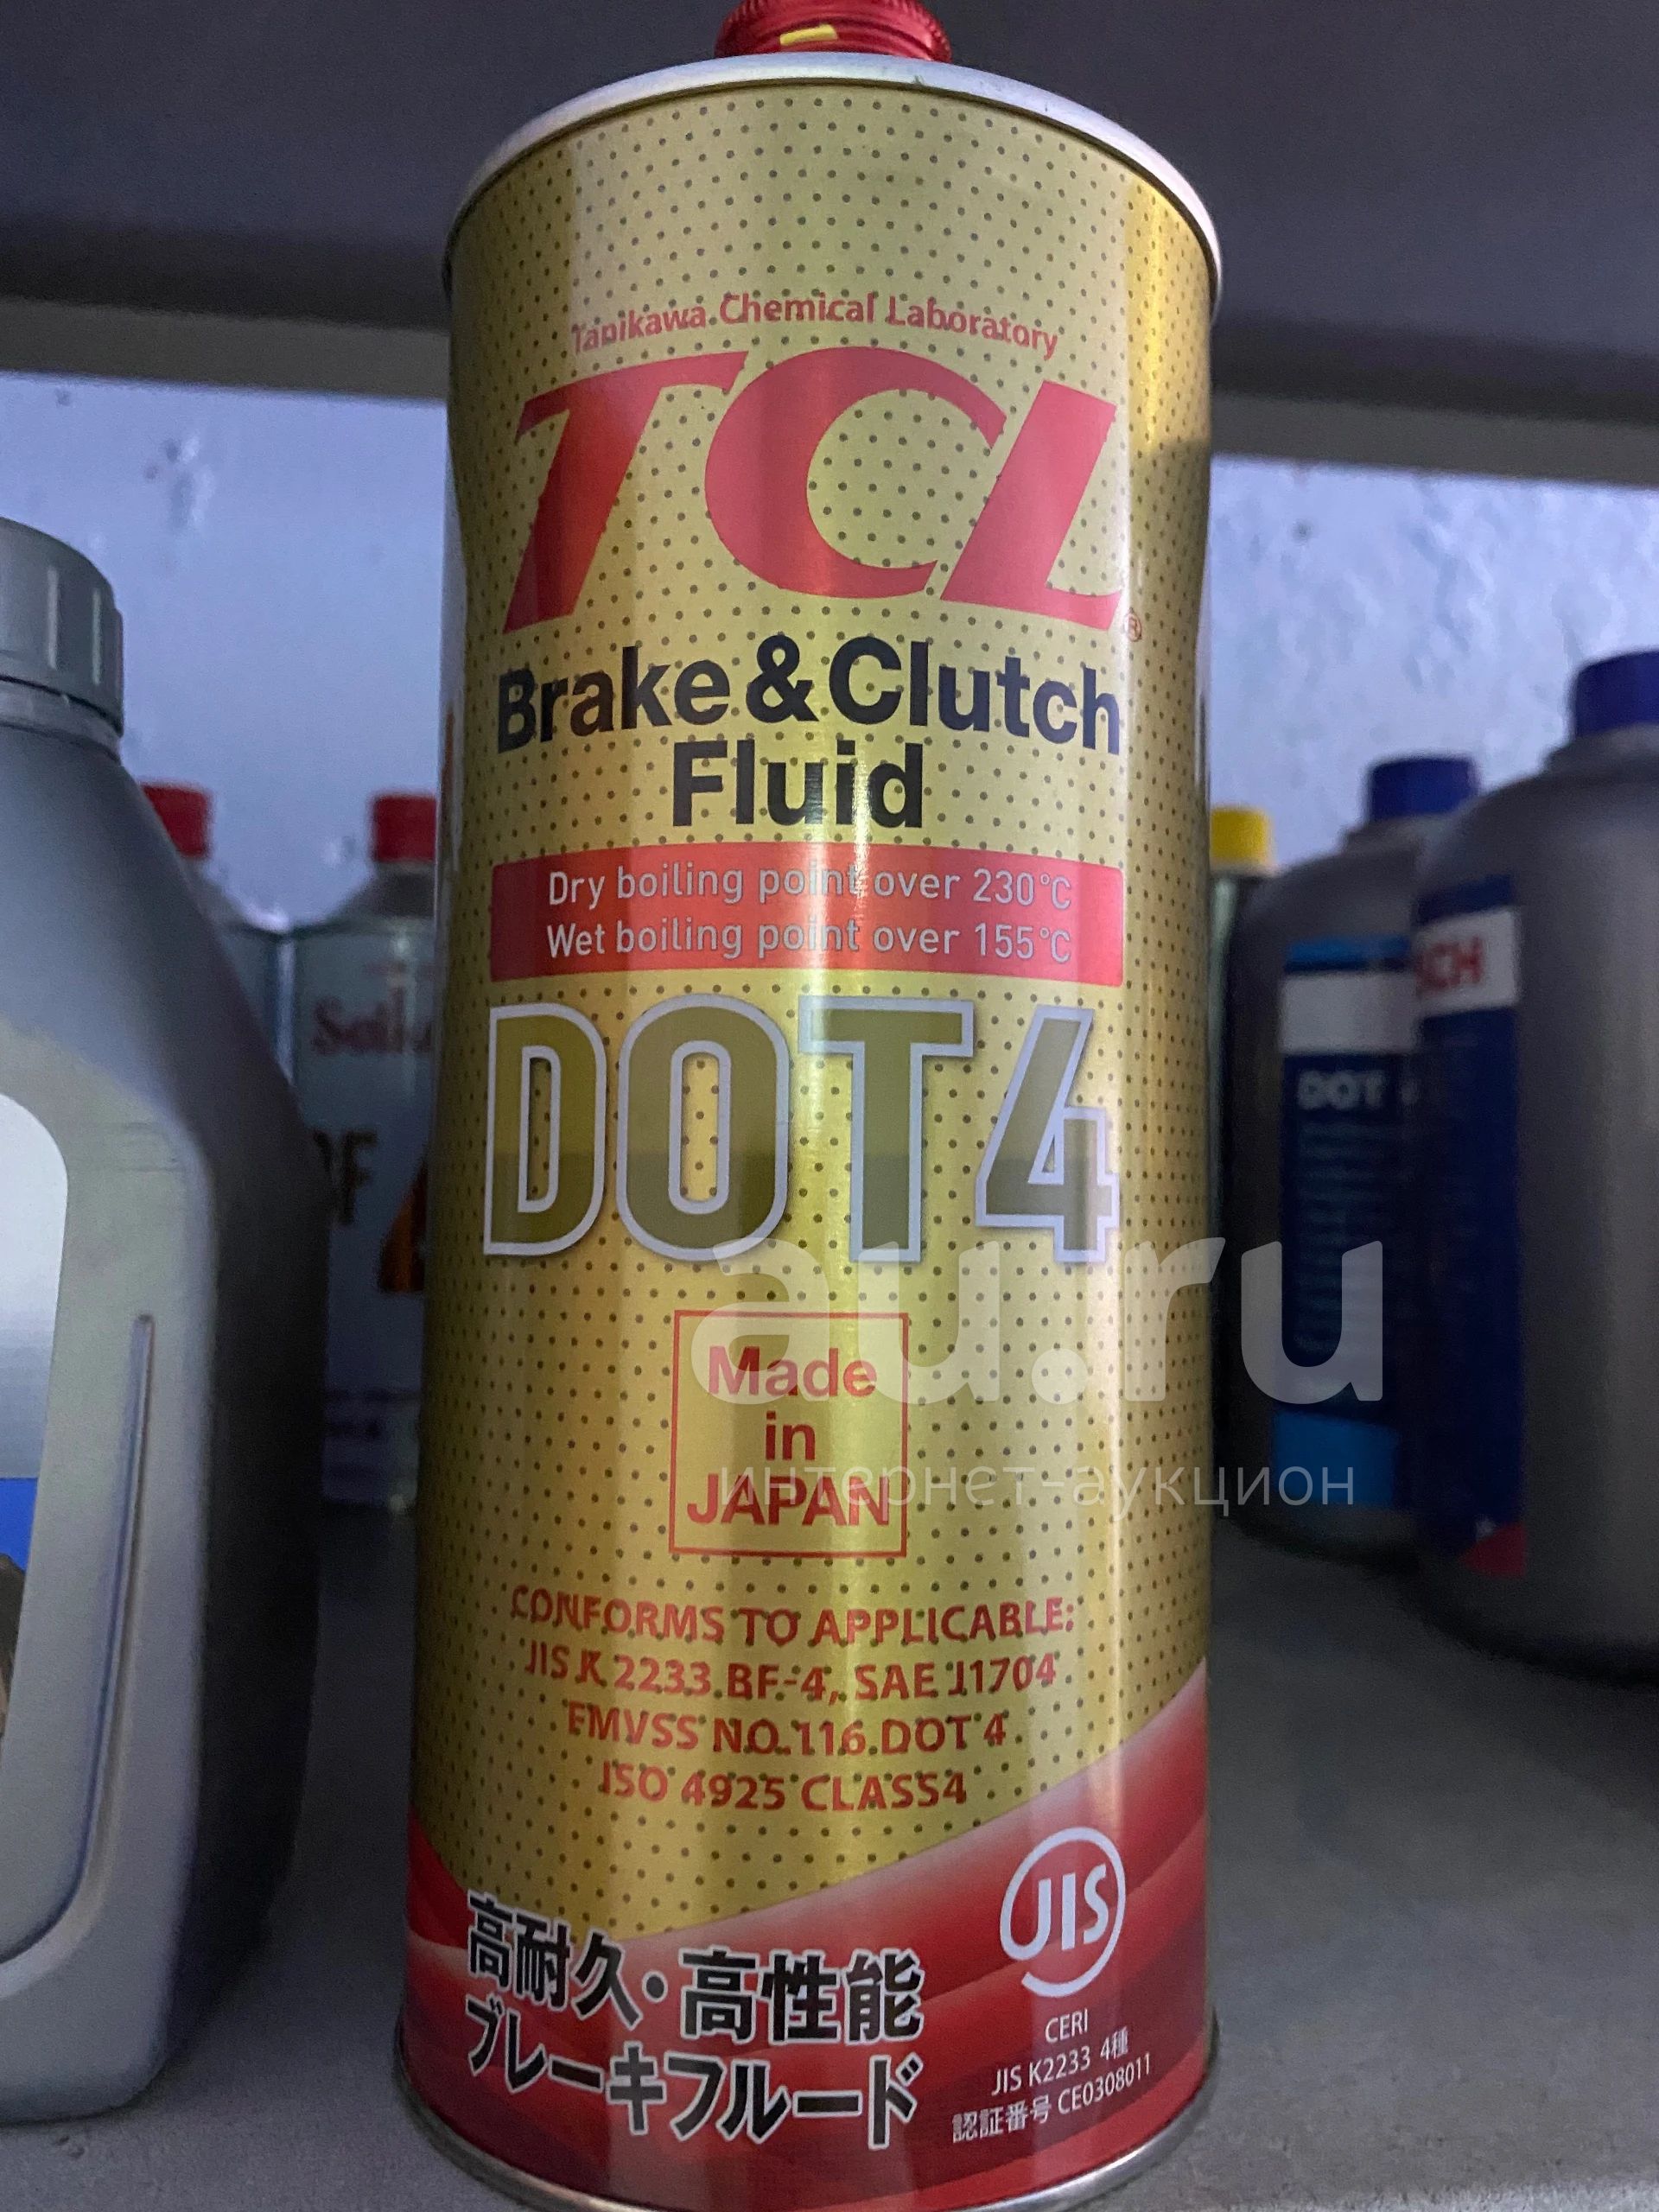 Tanikawa Chemical Laboratory
TCL®
Brake & Clutch
Fluid
Dry boiling point over 230°C
Wet boiling point over 155°C
DOT4
Made
in
JAPAN
CONFORMS TO APPLICABLE:
JIS K 2233 BF-4, SAE J1704
FMVSS NO.116 DOT 4
ISO 4925 CLASS4
高耐久・高性能
ブレーキフルード
JIS
CERI
JIS K2233 4種
認証番号 CE0308011
au.ru
интернет-аукцион
DOT